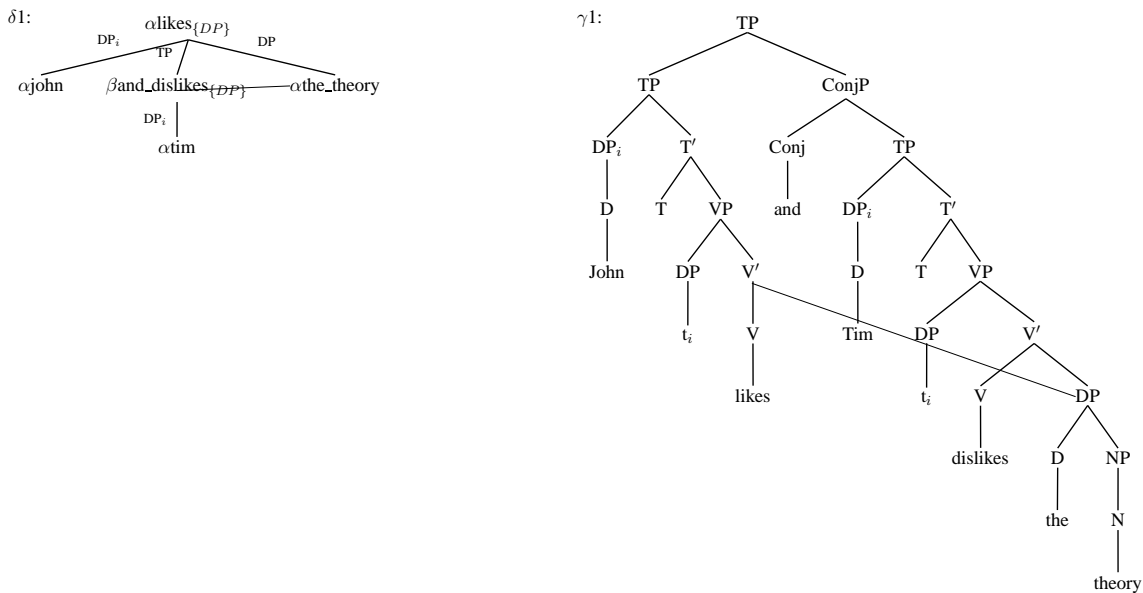 δ1: αlikes{DP}
DPi TP DP
αjohn βand_dislikes{DP} αthe_theory
DPi
αtim
γ1: TP
TP ConjP
DPi T′ Conj TP
D T VP and DPi T′
John DP V′ D T VP
ti V Tim DP V′
likes ti V DP
dislikes D NP
the N
theory